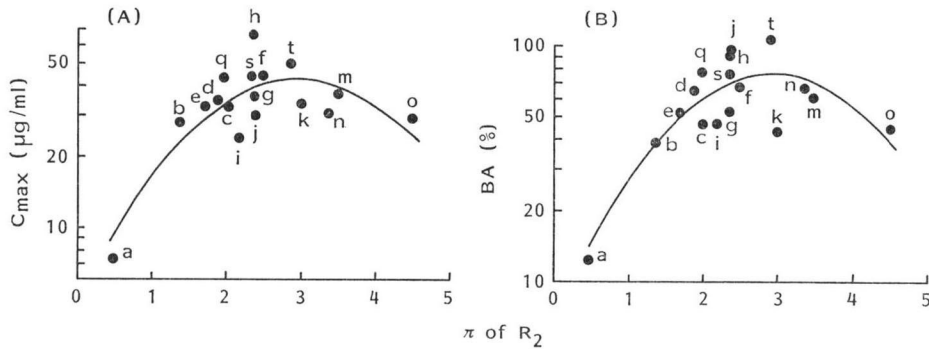 (A)
Cmax (µg/ml)
50
20
10
h
q
s
f
t
d
e
b
c
g
m
j
k
n
o
i
a
0
1
2
3
4
5
(B)
BA (%)
100
50
20
10
j
t
q
h
s
d
f
n
e
m
b
c
i
g
k
o
a
0
1
2
3
4
5
π of R2